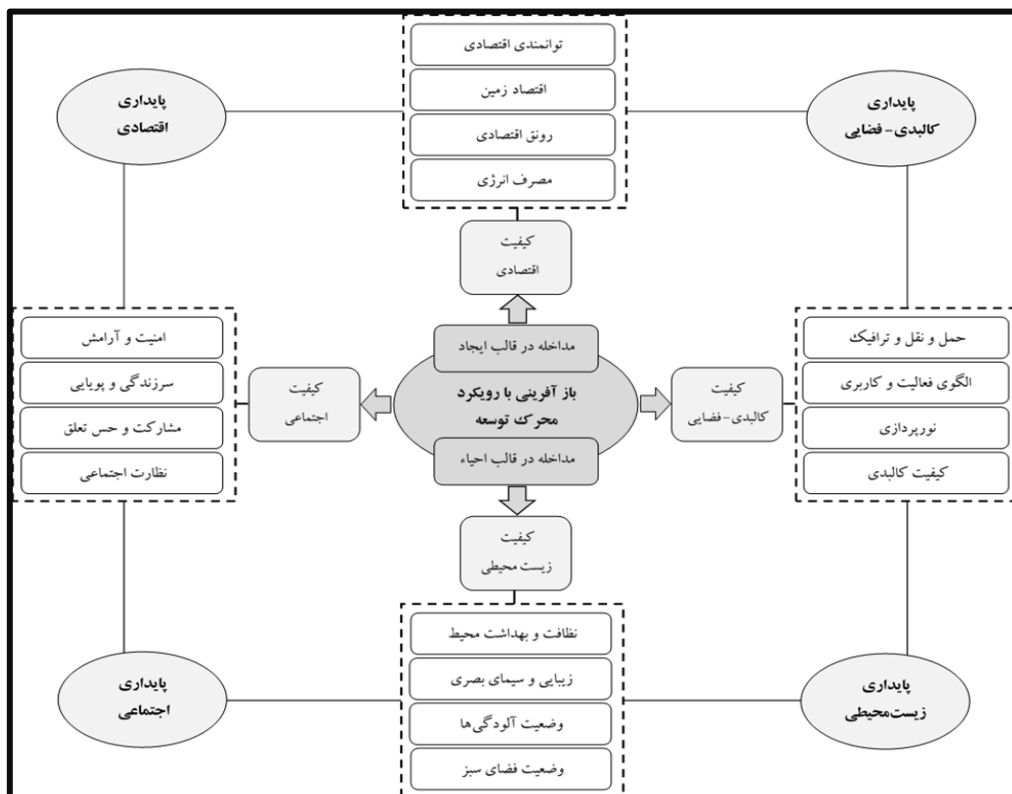 توانمندی اقتصادی
اقتصاد زمین
رونق اقتصادی
مصرف انرژی
پایداری
کالبدی- فضایی
پایداری
اقتصادی
کیفیت
اقتصادی
حمل و نقل و ترافیک
الگوی فعالیت و کاربری
نورپردازی
کیفیت کالبدی
کیفیت
کالبدی-فضایی
مداخله در قالب ایجاد
باز آفرینی با رویکرد
محرک توسعه
مداخله در قالب احیاء
کیفیت
اجتماعی
امنیت و آرامش
سرزندگی و پویایی
مشارکت و حس تعلق
نظارت اجتماعی
کیفیت
زیست محیطی
نظافت و بهداشت محیط
زیبایی و سیمای بصری
وضعیت آلودگی‌ها
وضعیت فضای سبز
پایداری
زیست‌محیطی
پایداری
اجتماعی